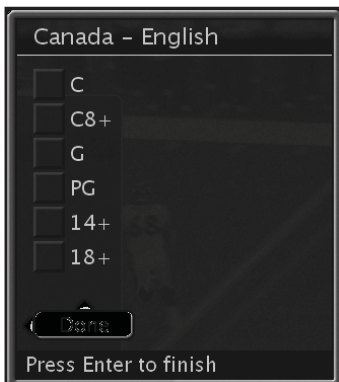 Canada – English
C
C8+
G
PG
14+
18+
Done
Press Enter to finish